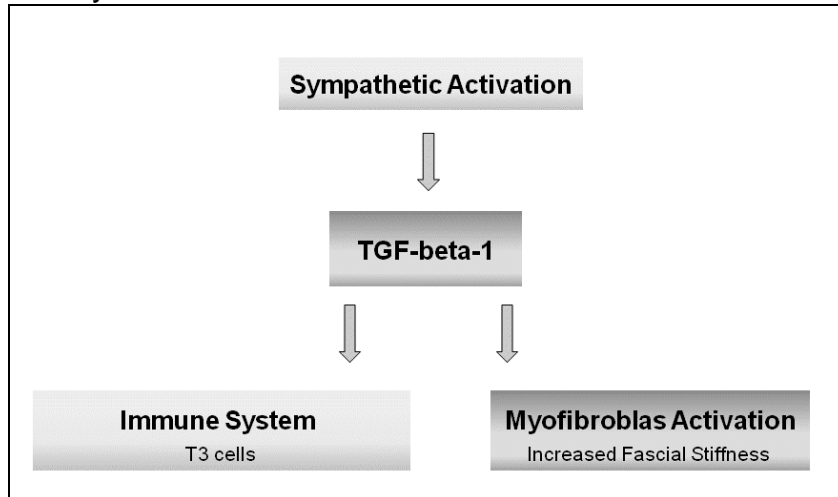 Sympathetic Activation
TGF-beta-1
Immune System
T3 cells
Myofibroblas Activation
Increased Fascial Stiffness